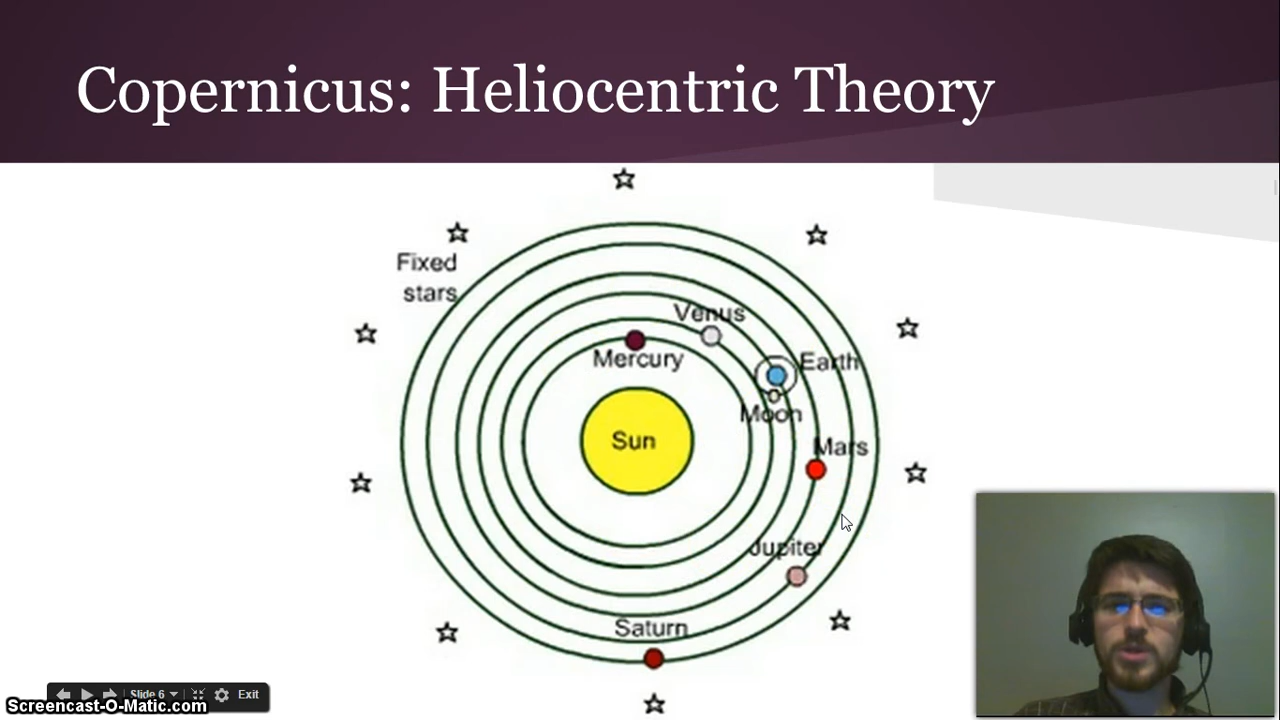 Copernicus: Heliocentric Theory
Fixed
stars
Venus
Mercury
Earth
Moon
Sun
Mars
Jupiter
Saturn
Slide 6
Exit
Screencast-O-Matic.com